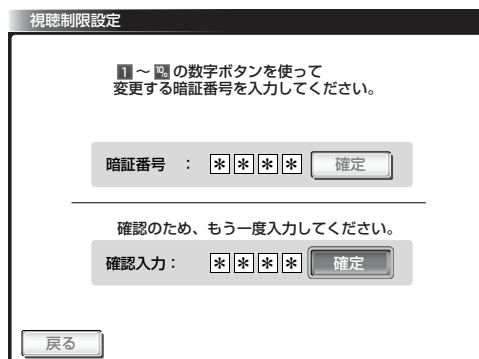 視聴制限設定
1 ～ 10/0 の数字ボタンを使って
変更する暗証番号を入力してください。
暗証番号 ： ＊＊＊＊ 確定
確認のため、もう一度入力してください。
確認入力： ＊＊＊＊ 確定
戻る